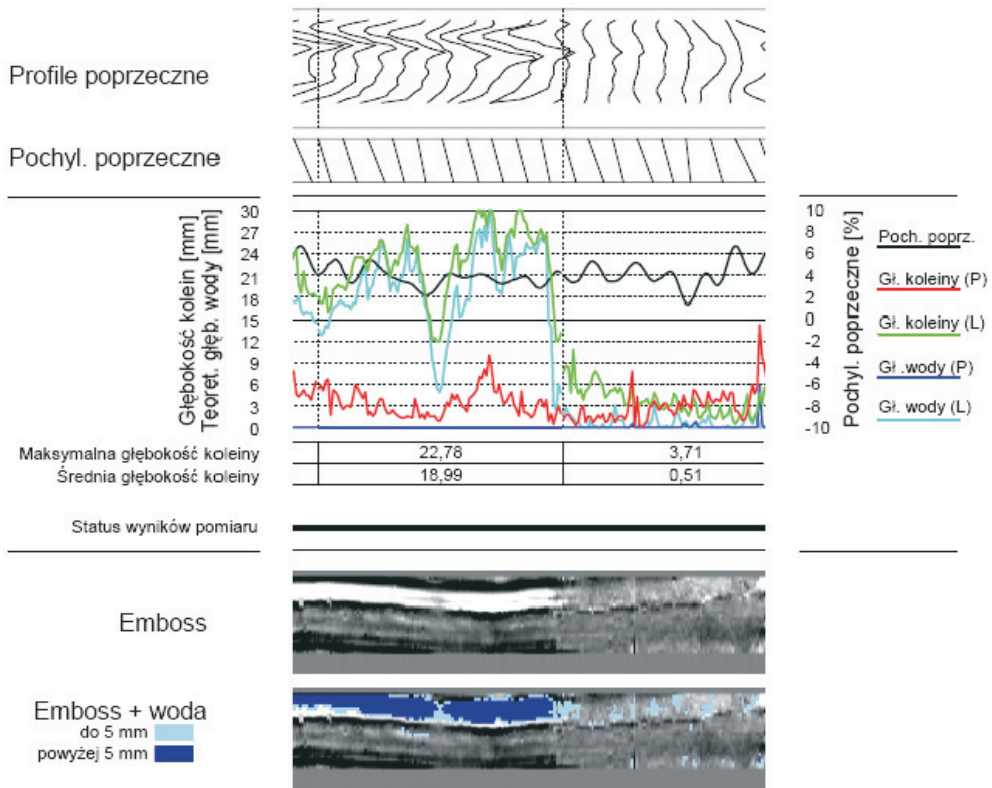 Profile poprzeczne
Pochyl. poprzeczne
Głębokość kolein [mm]
Teoret. głęb. wody [mm]
30
27
24
21
18
15
12
9
6
3
0
10
8
6
4
2
0
-2
-4
-6
-8
-10
Pochyl. poprzeczne [%]
Poch. poprz.
Gł. koleiny (P)
Gł. koleiny (L)
Gł .wody (P)
Gł. wody (L)
Maksymalna głębokość koleiny 22,78 3,71
Średnia głębokość koleiny 18,99 0,51
Status wyników pomiaru
Emboss
Emboss + woda
do 5 mm
powyżej 5 mm